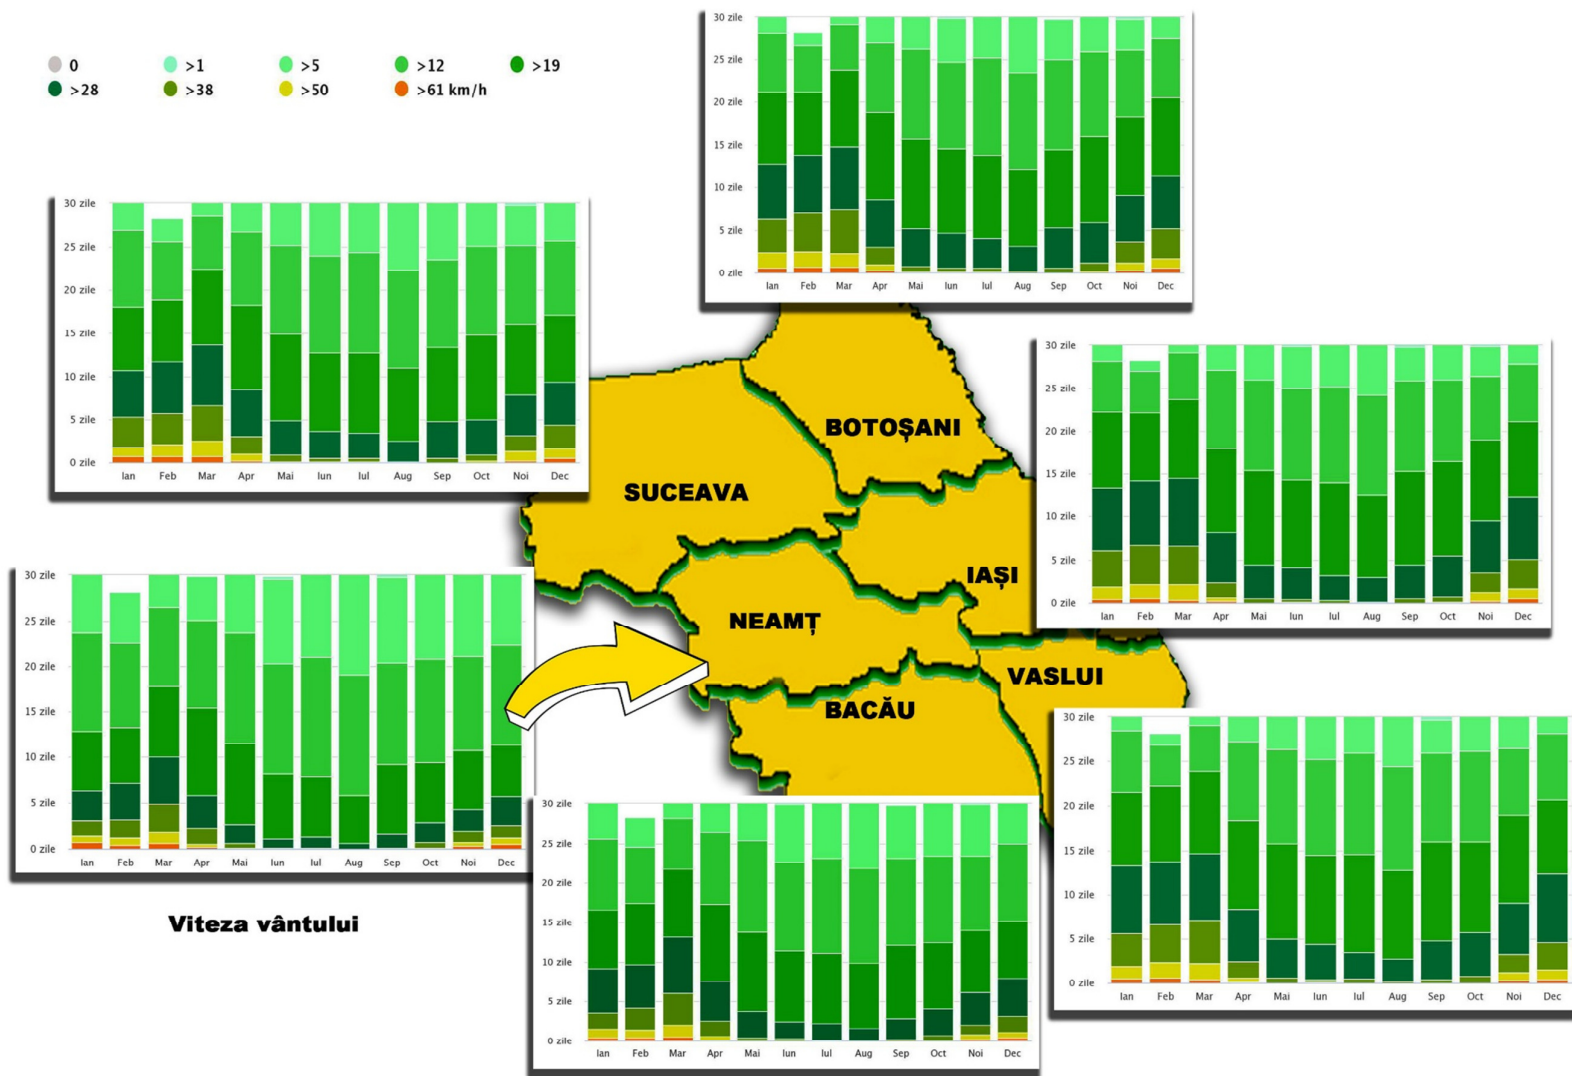 0 >1 >5 >12 >19
>28 >38 >50 >61 km/h
30 zile
25 zile
20 zile
15 zile
10 zile
5 zile
0 zile
Ian Feb Mar Apr Mai Iun Iul Aug Sep Oct Noi Dec
30 zile
25 zile
20 zile
15 zile
10 zile
5 zile
0 zile
Ian Feb Mar Apr Mai Iun Iul Aug Sep Oct Noi Dec
30 zile
25 zile
20 zile
15 zile
10 zile
5 zile
0 zile
Ian Feb Mar Apr Mai Iun Iul Aug Sep Oct Noi Dec
BOTOȘANI
SUCEAVA
IAȘI
NEAMȚ
VASLUI
BACĂU
30 zile
25 zile
20 zile
15 zile
10 zile
5 zile
0 zile
Ian Feb Mar Apr Mai Iun Iul Aug Sep Oct Noi Dec
Viteza vântului
30 zile
25 zile
20 zile
15 zile
10 zile
5 zile
0 zile
Ian Feb Mar Apr Mai Iun Iul Aug Sep Oct Noi Dec
30 zile
25 zile
20 zile
15 zile
10 zile
5 zile
0 zile
Ian Feb Mar Apr Mai Iun Iul Aug Sep Oct Noi Dec